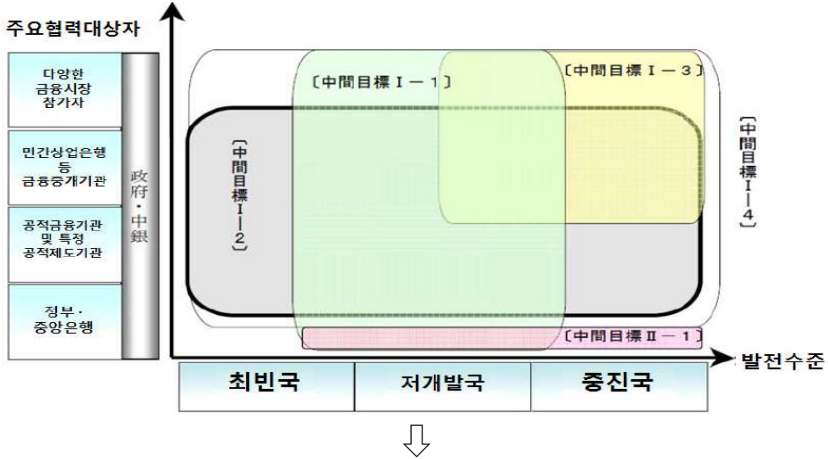 주요협력대상자
다양한
금융시장
참가자
민간상업은행
등
금융중개기관
공적금융기관
및 특정
공적제도기관
정부·
중앙은행
政府·中銀
〔中間目標Ⅰ－1〕
〔中間目標Ⅰ－3〕
〔中間目標Ⅰ－2〕
〔中間目標Ⅰ－4〕
〔中間目標Ⅱ－1〕
발전수준
최빈국
저개발국
중진국